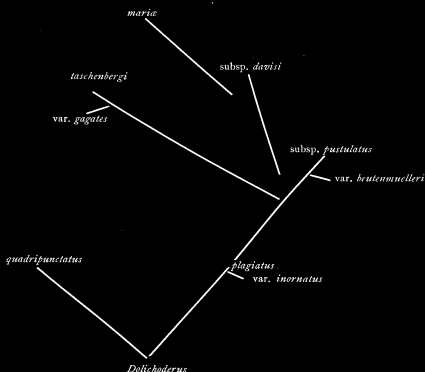 mariæ
subsp. davisi
taschenbergi
var. gagates
subsp. pustulatus
var. beutenmuelleri
quadripunctatus
plagiatus
var. inornatus
Dolichoderus